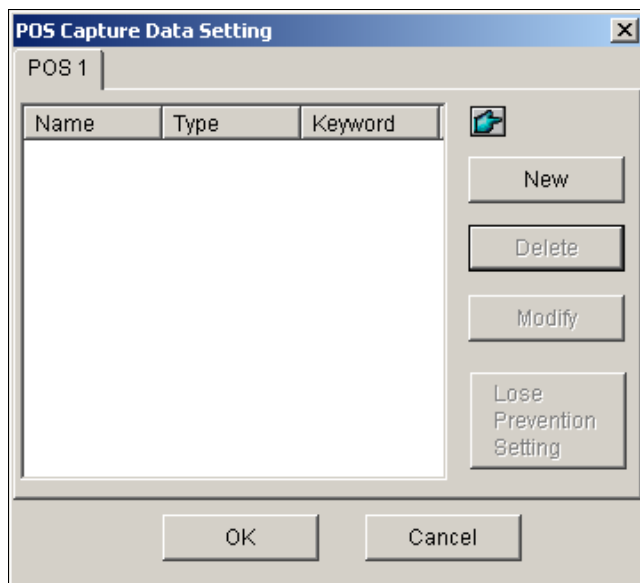 POS Capture Data Setting
POS 1
Name Type Keyword
New
Delete
Modify
Lose
Prevention
Setting
OK Cancel